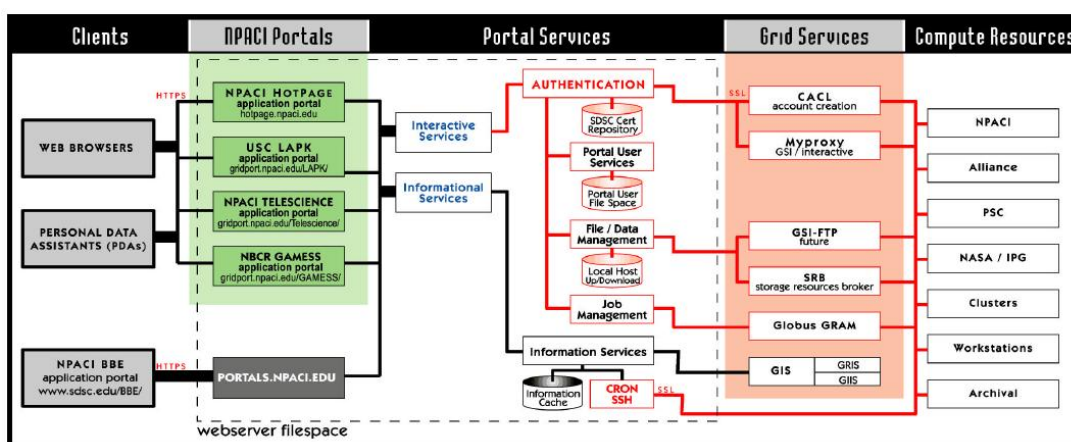 Clients
NPACI Portals
Portal Services
Grid Services
Compute Resources
HTTPS
WEB BROWSERS
PERSONAL DATA
ASSISTANTS (PDAs)
NPACI BBE
application portal
www.sdsc.edu/BBE/
HTTPS
NPACI HOTPAGE
application portal
hotpage.npaci.edu
USC LAPK
application portal
gridport.npaci.edu/LAPK/
NPACI TELESCIENCE
application portal
gridport.npaci.edu/Telescience/
NBCR GAMESS
application portal
gridport.npaci.edu/GAMESS/
PORTALS.NPACI.EDU
webserver filespace
Interactive
Services
Informational
Services
AUTHENTICATION
SDSC Cert
Repository
Portal User
Services
Portal User
File Space
File / Data
Management
Local Host
Up/Download
Job
Management
Information Services
Information
Cache
CRON
SSH
SSL
SSL
CACL
account creation
Myproxy
GSI / interactive
GSI-FTP
future
SRB
storage resources broker
Globus GRAM
GIS
GRIS
GIIS
NPACI
Alliance
PSC
NASA / IPG
Clusters
Workstations
Archival